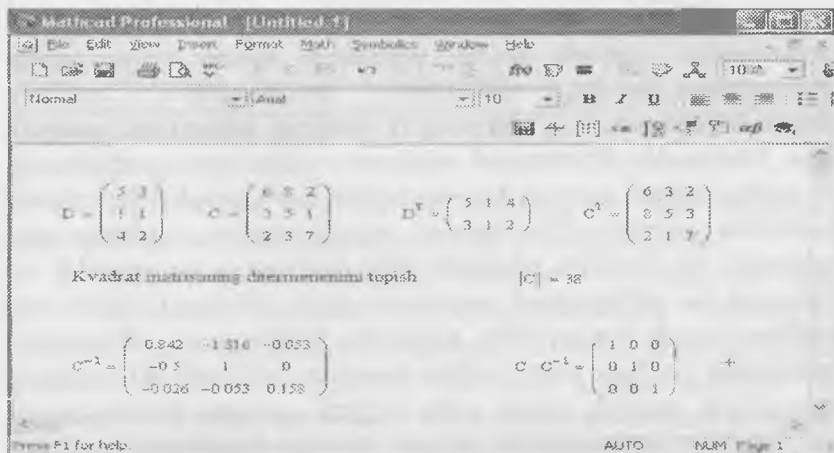 Mathcad Professional - [Untitled:1]
File Edit View Insert Format Math Symbolics Window Help
Normal Arial 10 B I U
D = ( 5 3 C = ( 6 8 2 D^T = ( 5 1 4 C^T = ( 6 3 2
1 1 3 5 1 3 1 2 ) 8 5 3
4 2 ) 2 3 7 ) 2 1 7 )
Kvadrat topish |C| = 38
C^-1 = ( 0.842 -1.316 -0.053 C C^-1 = ( 1 0 0
-0.5 1 0 0 1 0
-0.026 -0.053 0.158 ) 0 0 1 ) +
Press F1 for help. AUTO NUM Page 1